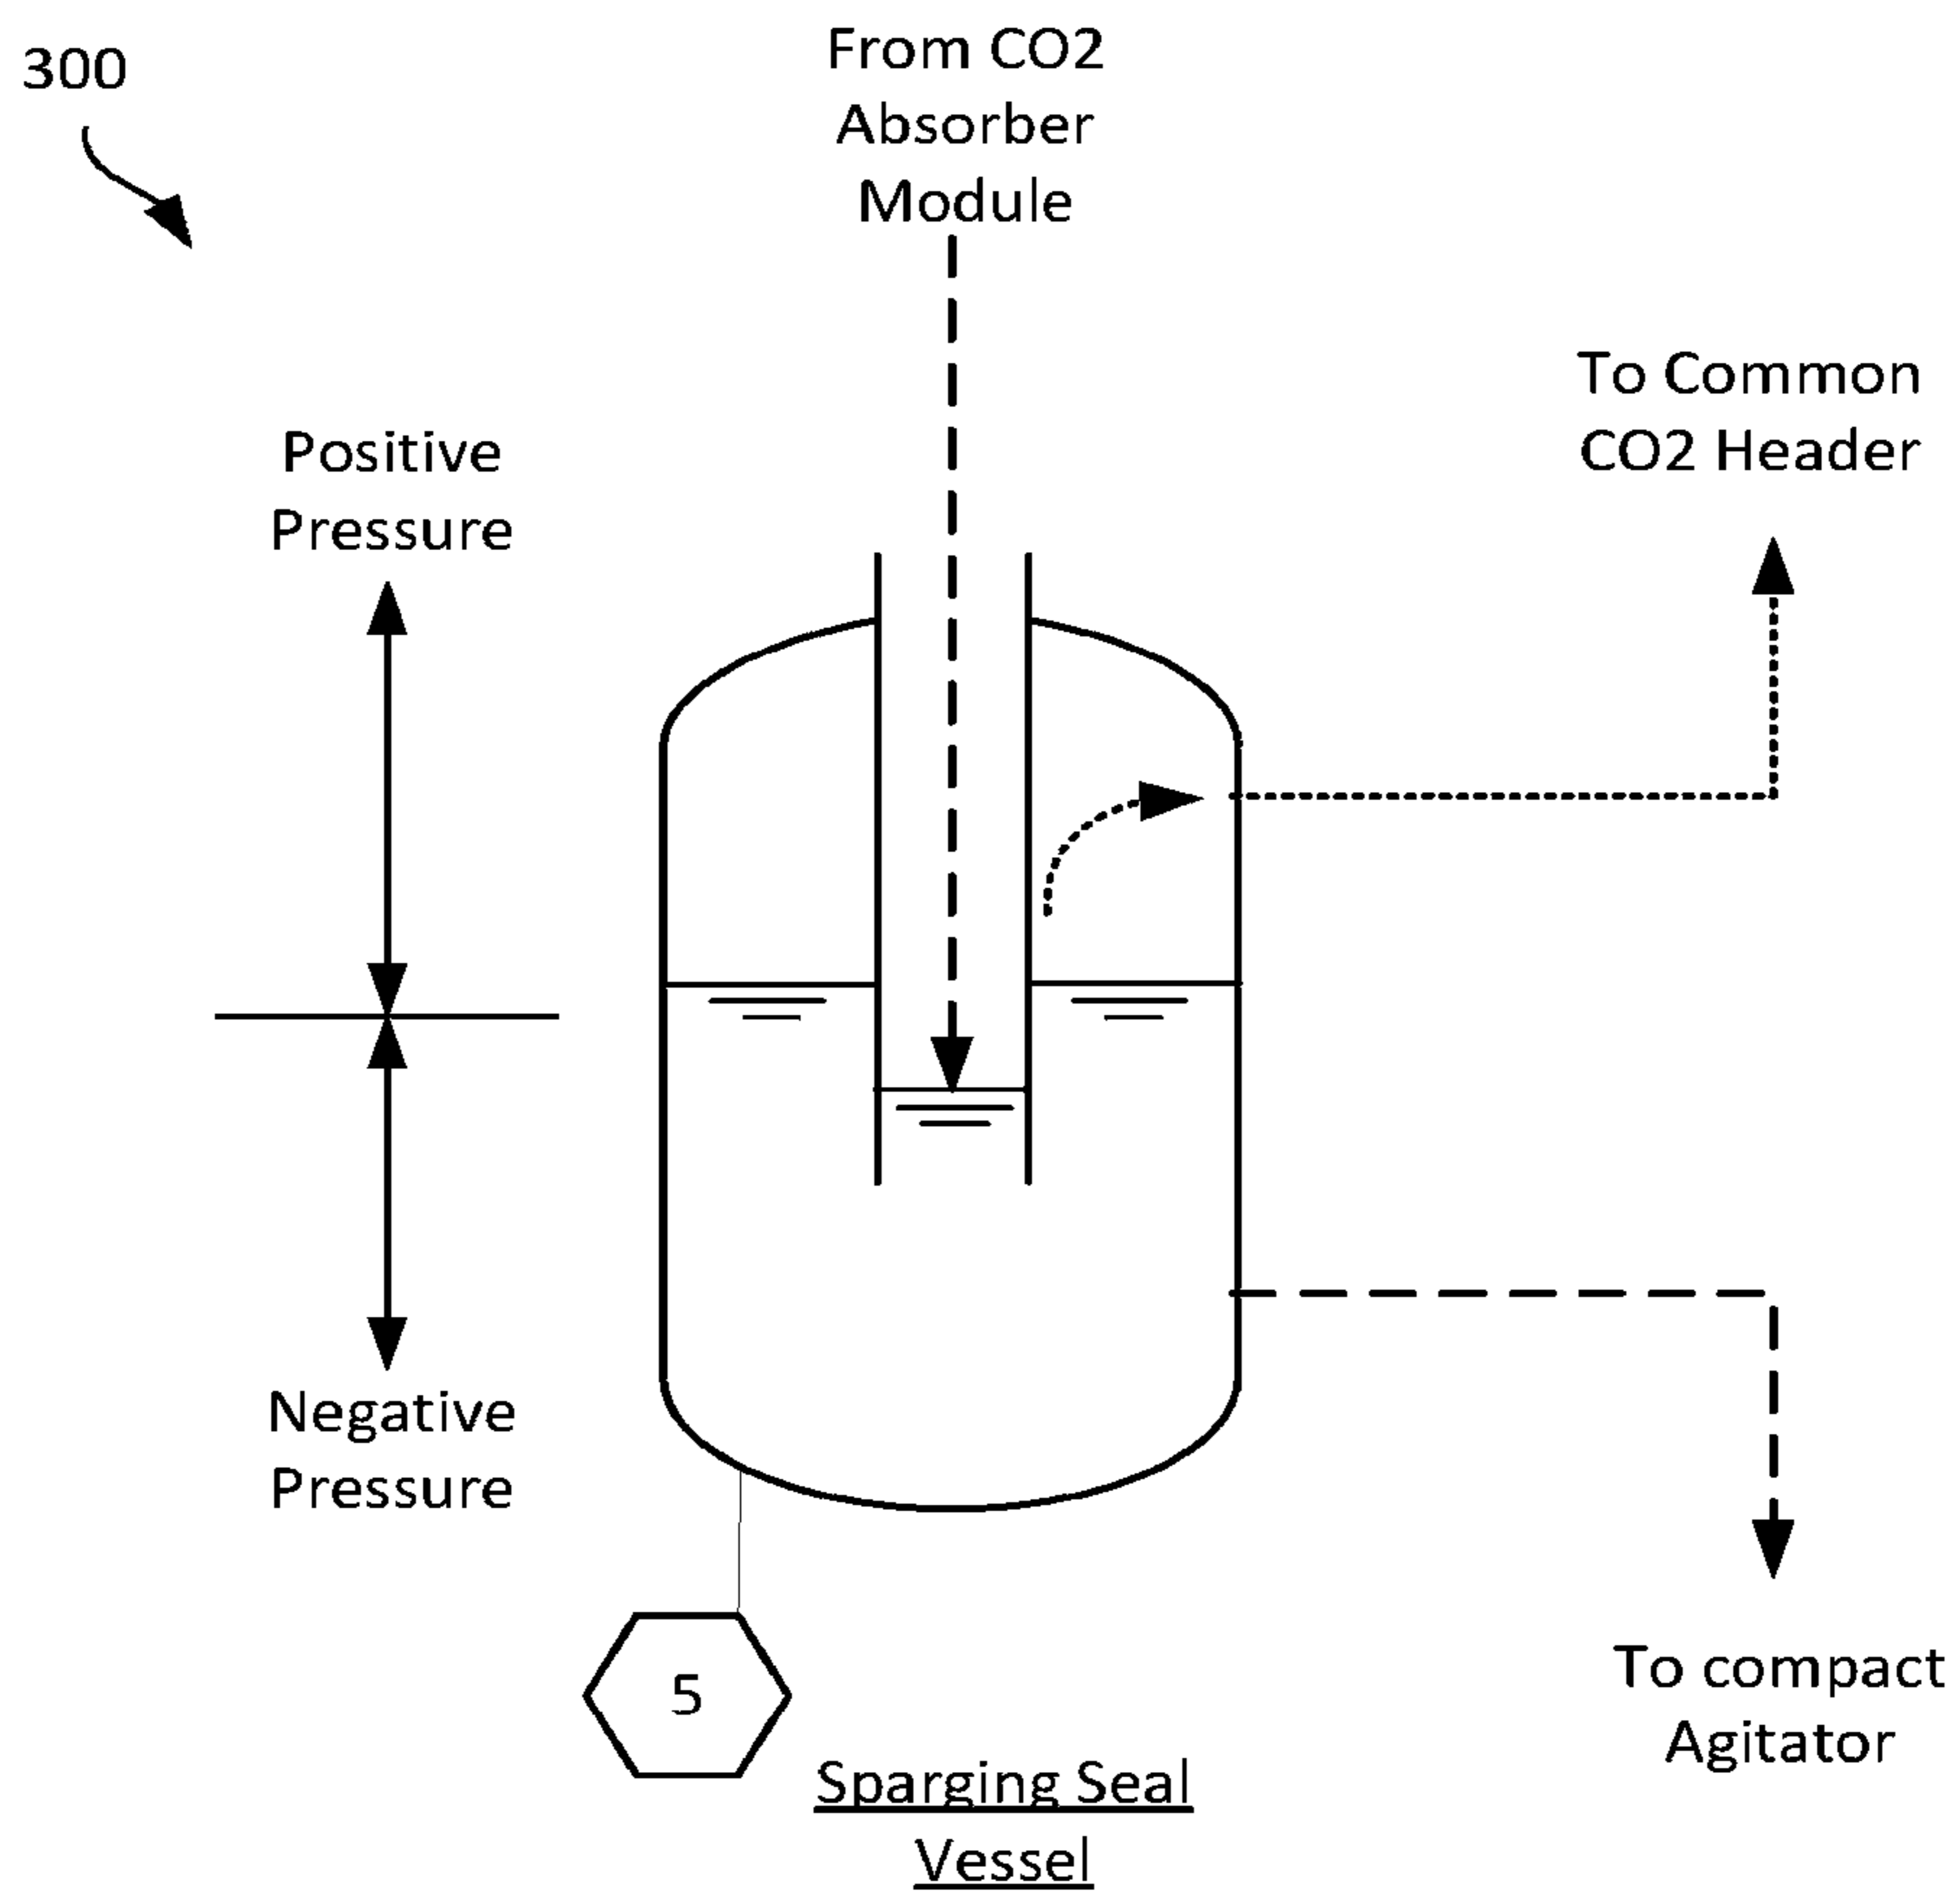 300
From CO2
Absorber
Module
To Common
CO2 Header
Positive
Pressure
Negative
Pressure
5
To compact
Agitator
Sparging Seal
Vessel